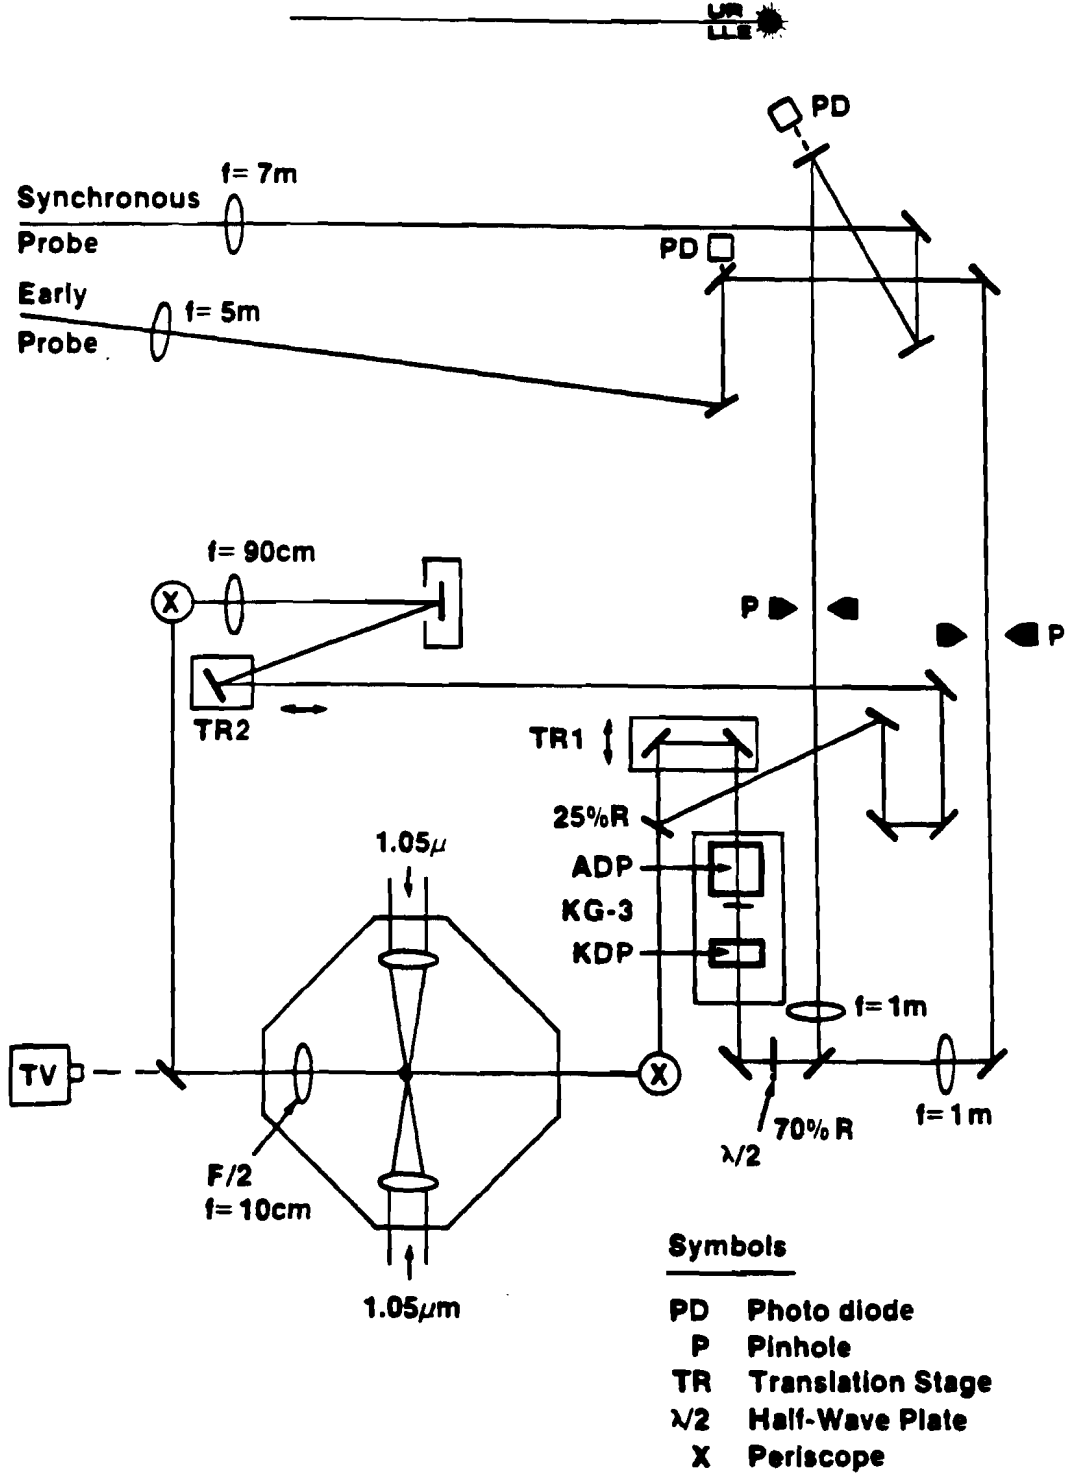 UR
LLE
PD
f= 7m
Synchronous
Probe
PD
Early
Probe
f= 5m
f= 90cm
X
P
P
TR2
TR1
25%R
1.05μ
ADP
KG-3
KDP
f= 1m
TV
X
f= 1m
70% R
λ/2
F/2
f= 10cm
1.05μm
Symbols
PD Photo diode
P Pinhole
TR Translation Stage
λ/2 Half-Wave Plate
X Periscope